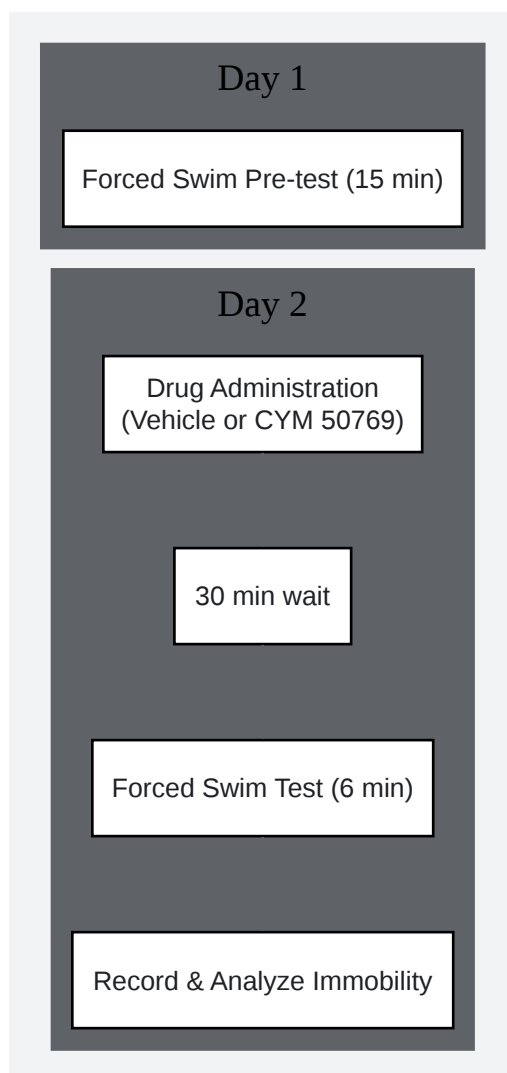 Day 1
Forced Swim Pre-test (15 min)
Day 2
Drug Administration
(Vehicle or CYM 50769)
30 min wait
Forced Swim Test (6 min)
Record & Analyze Immobility